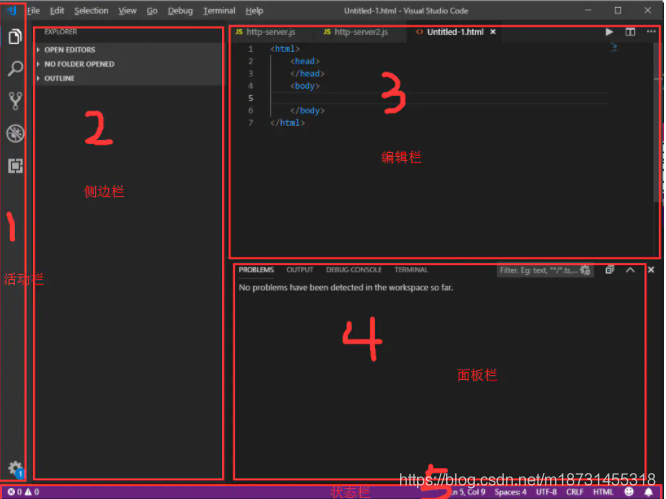 File Edit Selection View Go Debug Terminal Help Untitled-1.html - Visual Studio Code
EXPLORER
OPEN EDITORS
NO FOLDER OPENED
OUTLINE
JS http-server.js JS http-server2.js <> Untitled-1.html
1 <html>
2 <head>
3 </head>
4 <body>
5
6 </body>
7 </html>
3
编辑栏
2
侧边栏
1
活动栏
PROBLEMS OUTPUT DEBUG CONSOLE TERMINAL Filter. Eg: text, **/*.ts,...
No problems have been detected in the workspace so far.
4
面板栏
1
https://blog.csdn.net/m18731455318
5
状态栏
0 0 Ln 5, Col 9 Spaces: 4 UTF-8 CRLF HTML